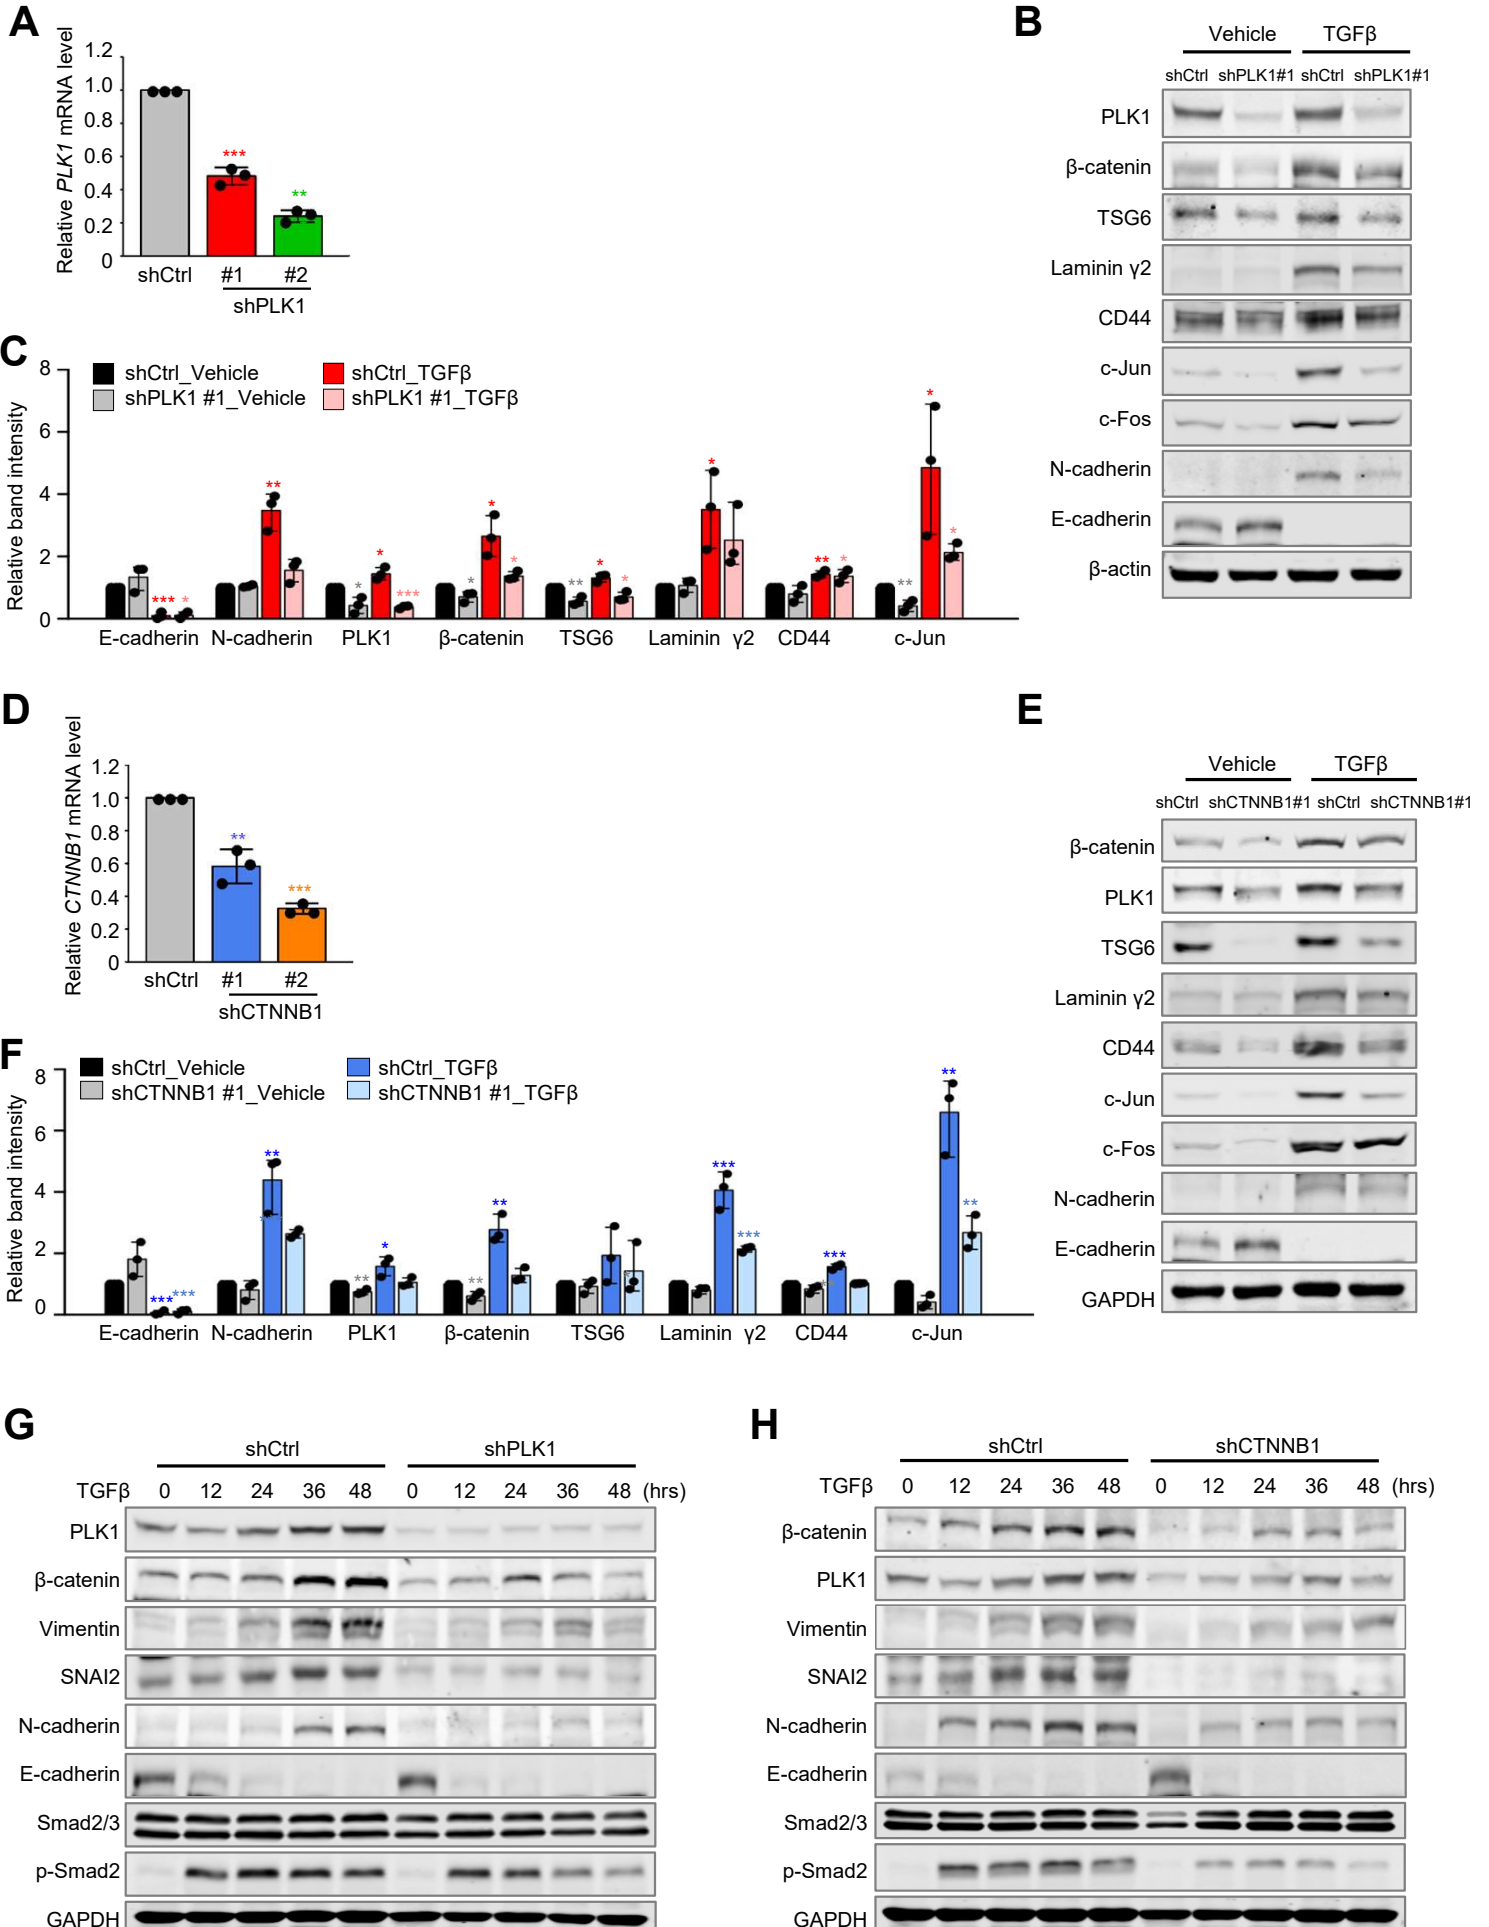 A
Relative PLK1 mRNA level
1.2
1.0
0.8
0.6
0.4
0.2
0
***
**
shCtrl #1 #2
shPLK1
B
Vehicle TGFβ
shCtrl shPLK1#1 shCtrl shPLK1#1
PLK1
β-catenin
TSG6
Laminin γ2
CD44
c-Jun
c-Fos
N-cadherin
E-cadherin
β-actin
C
Relative band intensity
8
6
4
2
0
shCtrl_Vehicle shCtrl_TGFβ
shPLK1 #1_Vehicle shPLK1 #1_TGFβ
*** * ** * * *** * * * ** * * * ** * ** * *
E-cadherin N-cadherin PLK1 β-catenin TSG6 Laminin γ2 CD44 c-Jun
D
Relative CTNNB1 mRNA level
1.2
1.0
0.8
0.6
0.4
0.2
0
**
***
shCtrl #1 #2
shCTNNB1
E
Vehicle TGFβ
shCtrl shCTNNB1#1 shCtrl shCTNNB1#1
β-catenin
PLK1
TSG6
Laminin γ2
CD44
c-Jun
c-Fos
N-cadherin
E-cadherin
GAPDH
F
Relative band intensity
8
6
4
2
0
shCtrl_Vehicle shCtrl_TGFβ
shCTNNB1 #1_Vehicle shCTNNB1 #1_TGFβ
*** *** ** ** * ** ** *** *** *** ** **
E-cadherin N-cadherin PLK1 β-catenin TSG6 Laminin γ2 CD44 c-Jun
G
shCtrl shPLK1
TGFβ 0 12 24 36 48 0 12 24 36 48 (hrs)
PLK1
β-catenin
Vimentin
SNAI2
N-cadherin
E-cadherin
Smad2/3
p-Smad2
GAPDH
H
shCtrl shCTNNB1
TGFβ 0 12 24 36 48 0 12 24 36 48 (hrs)
β-catenin
PLK1
Vimentin
SNAI2
N-cadherin
E-cadherin
Smad2/3
p-Smad2
GAPDH